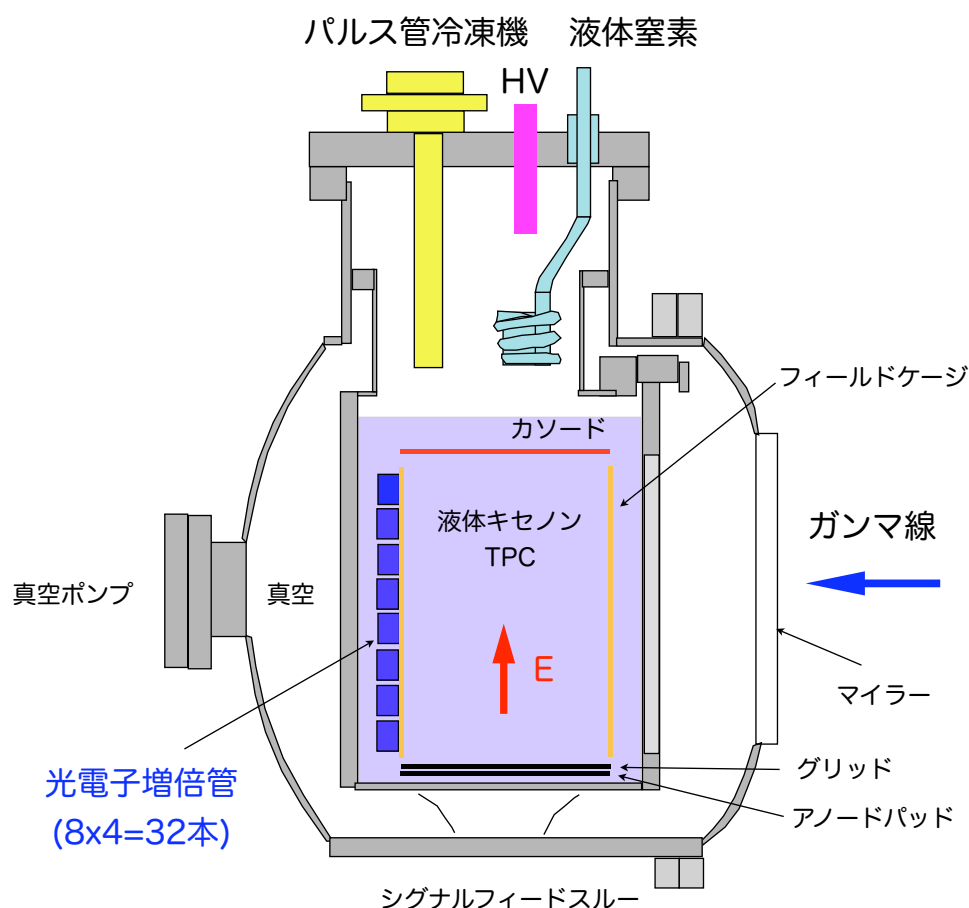 パルス管冷凍機
液体窒素
HV
フィールドケージ
カソード
液体キセノン
TPC
ガンマ線
真空ポンプ
真空
E
マイラー
光電子増倍管
(8x4=32本)
グリッド
アノードパッド
シグナルフィードスルー